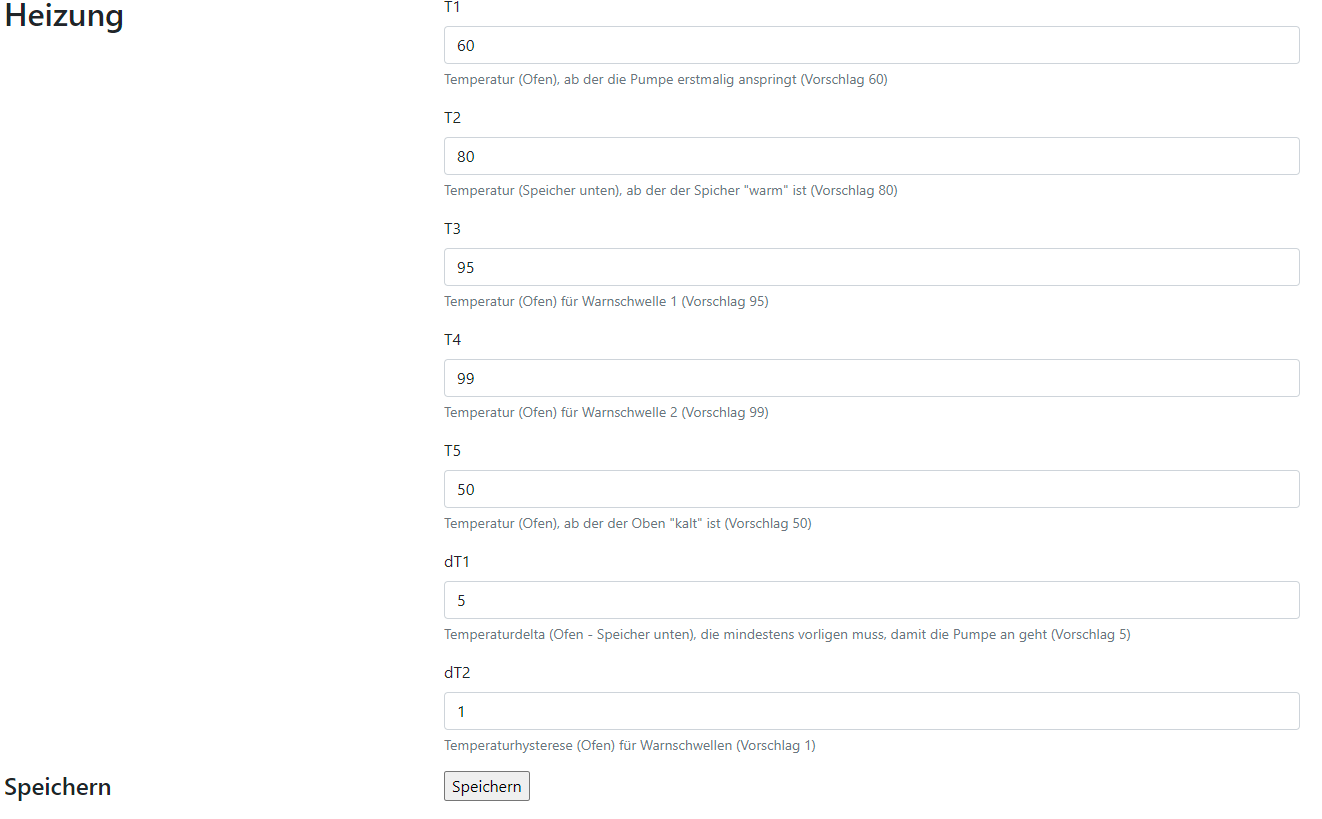 Heizung
T1
60
Temperatur (Ofen), ab der die Pumpe erstmalig anspringt (Vorschlag 60)
T2
80
Temperatur (Speicher unten), ab der der Spicher "warm" ist (Vorschlag 80)
T3
95
Temperatur (Ofen) für Warnschwelle 1 (Vorschlag 95)
T4
99
Temperatur (Ofen) für Warnschwelle 2 (Vorschlag 99)
T5
50
Temperatur (Ofen), ab der der Oben "kalt" ist (Vorschlag 50)
dT1
5
Temperaturdelta (Ofen - Speicher unten), die mindestens vorligen muss, damit die Pumpe an geht (Vorschlag 5)
dT2
1
Temperaturhysterese (Ofen) für Warnschwellen (Vorschlag 1)
Speichern
Speichern